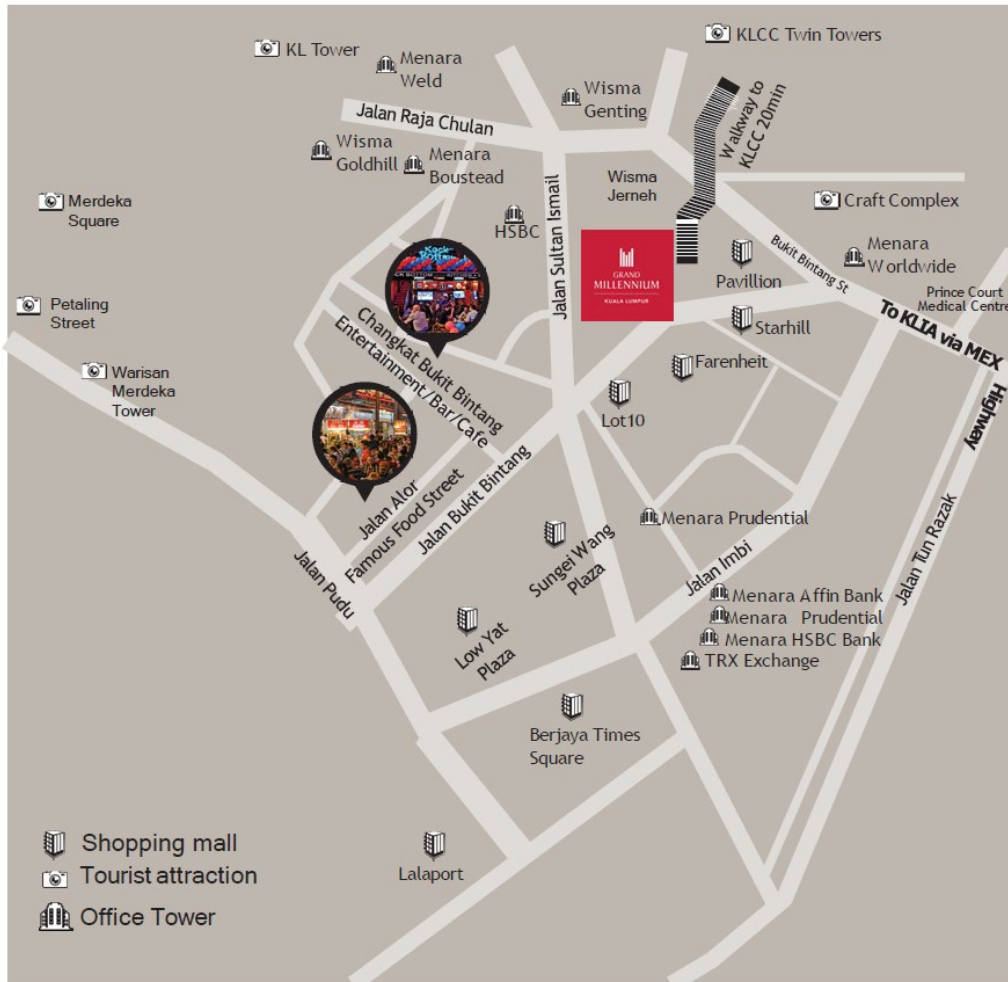 KLCC Twin Towers
KL Tower
Menara
Weld
Wisma
Genting
Walkway to
KLCC 20min
Jalan Raja Chulan
Wisma
Goldhill
Menara
Boustead
Wisma
Jerneh
Merdeka
Square
Craft Complex
HSBC
Jalan Sultan Ismail
GRAND
MILLENNIUM
KUALA LUMPUR
Pavillion
Bukit Bintang St
Menara
Worldwide
Prince Court
Medical Centre
Petaling
Street
Starhill
To KLIA via MEX
Highway
Changkat Bukit Bintang
Entertainment/Bar/Cafe
Farenheit
Warisan
Merdeka
Tower
Lot10
Jalan Alor
Famous Food Street
Jalan Bukit Bintang
Menara Prudential
Jalan Tun Razak
Sungei Wang
Plaza
Jalan Imbi
Jalan Pudu
Menara Affin Bank
Menara Prudential
Menara HSBC Bank
TRX Exchange
Low Yat
Plaza
Berjaya Times
Square
Lalaport
Shopping mall
Tourist attraction
Office Tower